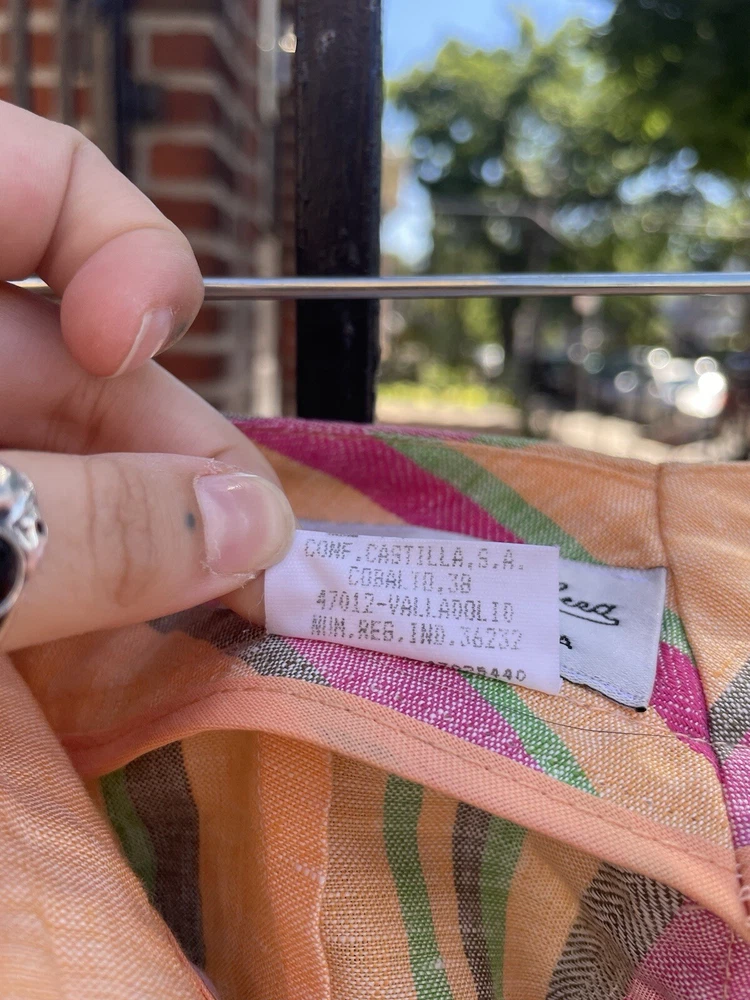 CONF.CASTILLA,S.A.
COBALTO,38
47012-VALLADOLID
NUM.REG.IND.36232
A